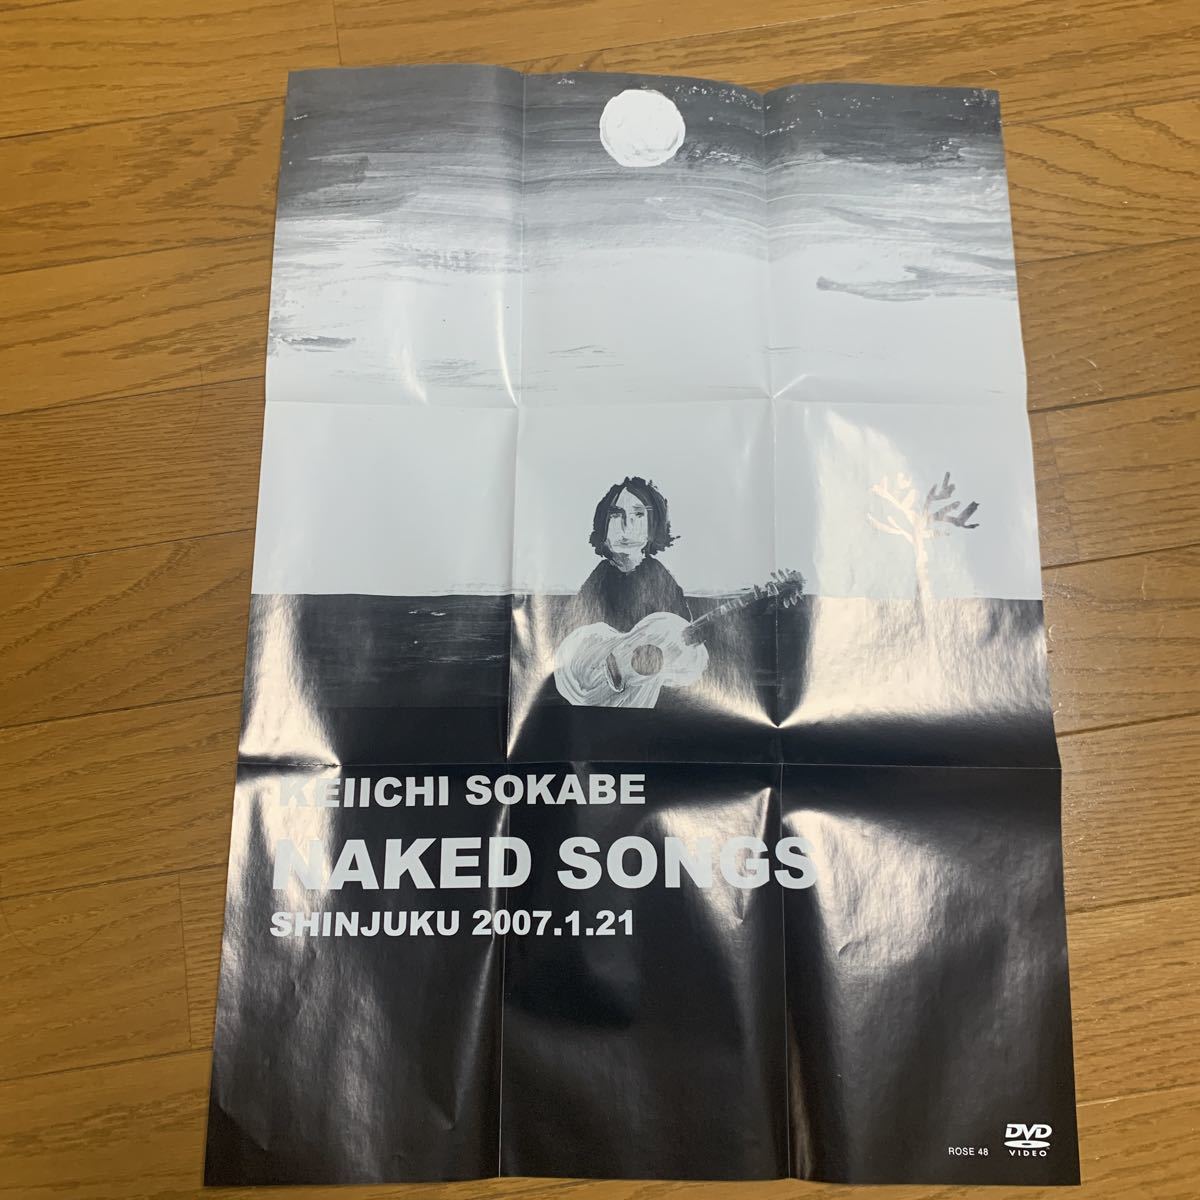 KEIICHI SOKABE
NAKED SONGS
SHINJUKU 2007.1.21
ROSE 48
DVD
VIDEO